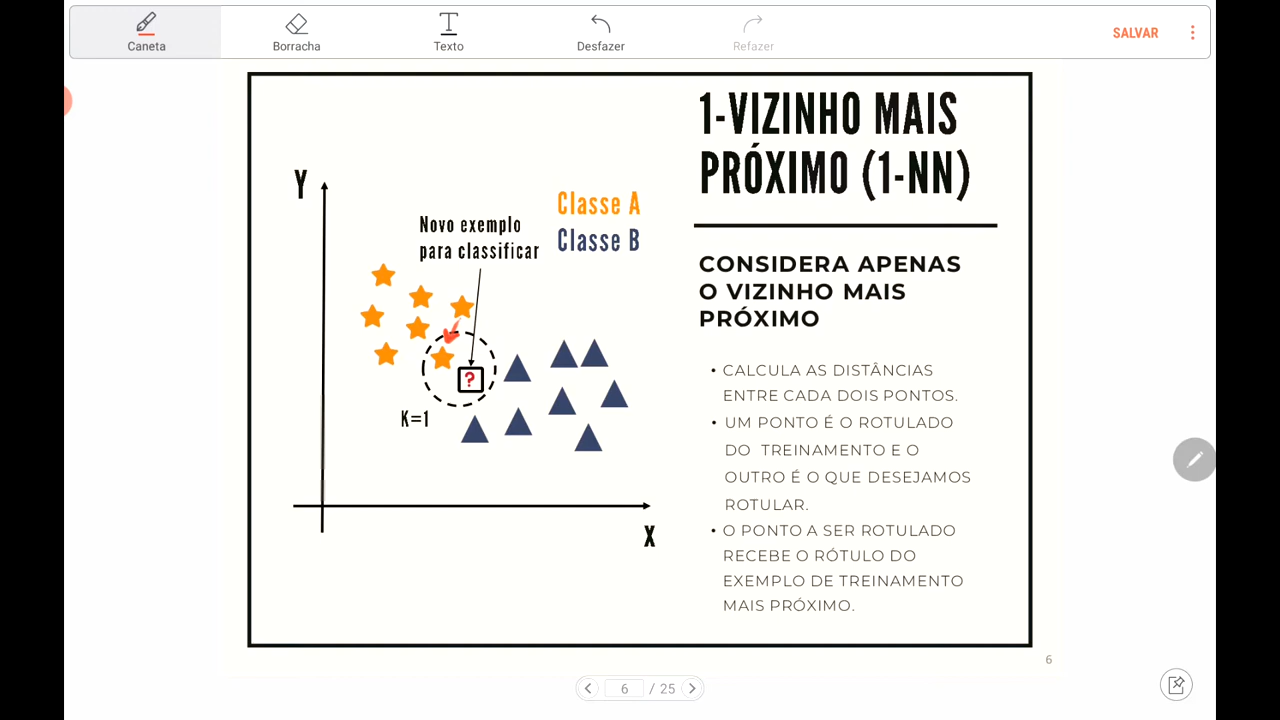 Caneta
Borracha
Texto
Desfazer
Refazer
SALVAR
1-VIZINHO MAIS
PRÓXIMO (1-NN)
Y
Classe A
Classe B
Novo exemplo
para classificar
?
K=1
X
CONSIDERA APENAS
O VIZINHO MAIS
PRÓXIMO
• CALCULA AS DISTÂNCIAS
ENTRE CADA DOIS PONTOS.
• UM PONTO É O ROTULADO
DO TREINAMENTO E O
OUTRO É O QUE DESEJAMOS
ROTULAR.
• O PONTO A SER ROTULADO
RECEBE O RÓTULO DO
EXEMPLO DE TREINAMENTO
MAIS PRÓXIMO.
6
6 / 25